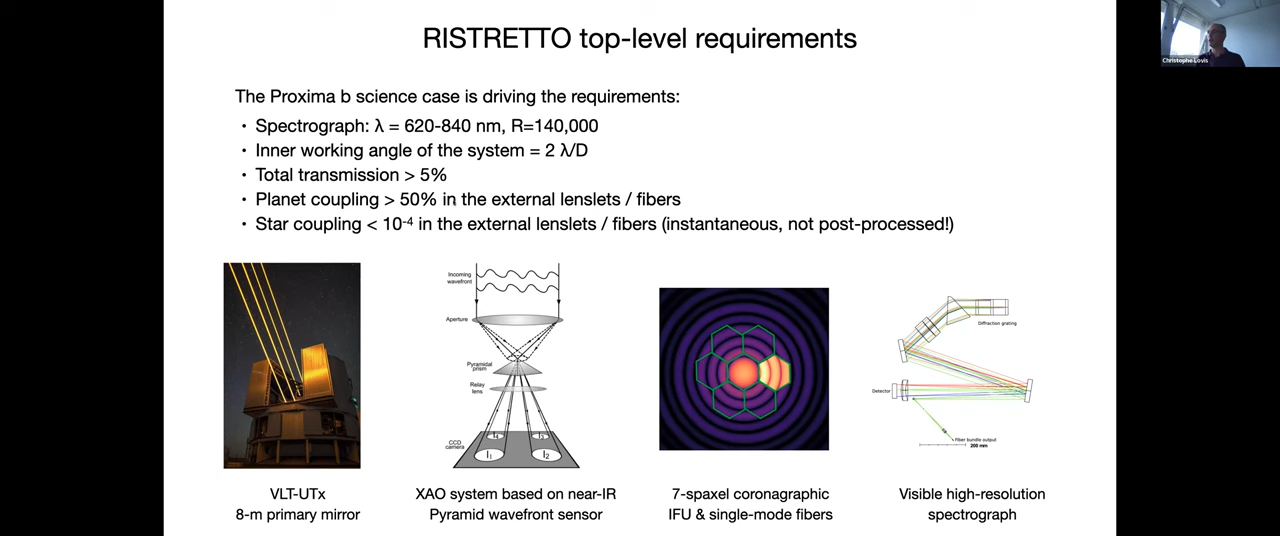 RISTRETTO top-level requirements
Christophe Lovis
The Proxima b science case is driving the requirements:
• Spectrograph: λ = 620-840 nm, R=140,000
• Inner working angle of the system = 2 λ/D
• Total transmission > 5%
• Planet coupling > 50% in the external lenslets / fibers
• Star coupling < 10⁻⁴ in the external lenslets / fibers (instantaneous, not post-processed!)
Incoming
wavefront
Aperture
Pyramidal
prism
Relay
lens
CCD
camera
I₁
I₂
Diffraction grating
Detector
Fiber bundle output
200 mm
VLT-UTx
8-m primary mirror
XAO system based on near-IR
Pyramid wavefront sensor
7-spaxel coronagraphic
IFU & single-mode fibers
Visible high-resolution
spectrograph